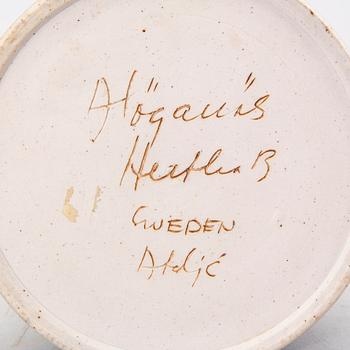 Höganäs
Hertha B
SWEDEN
Ateljé